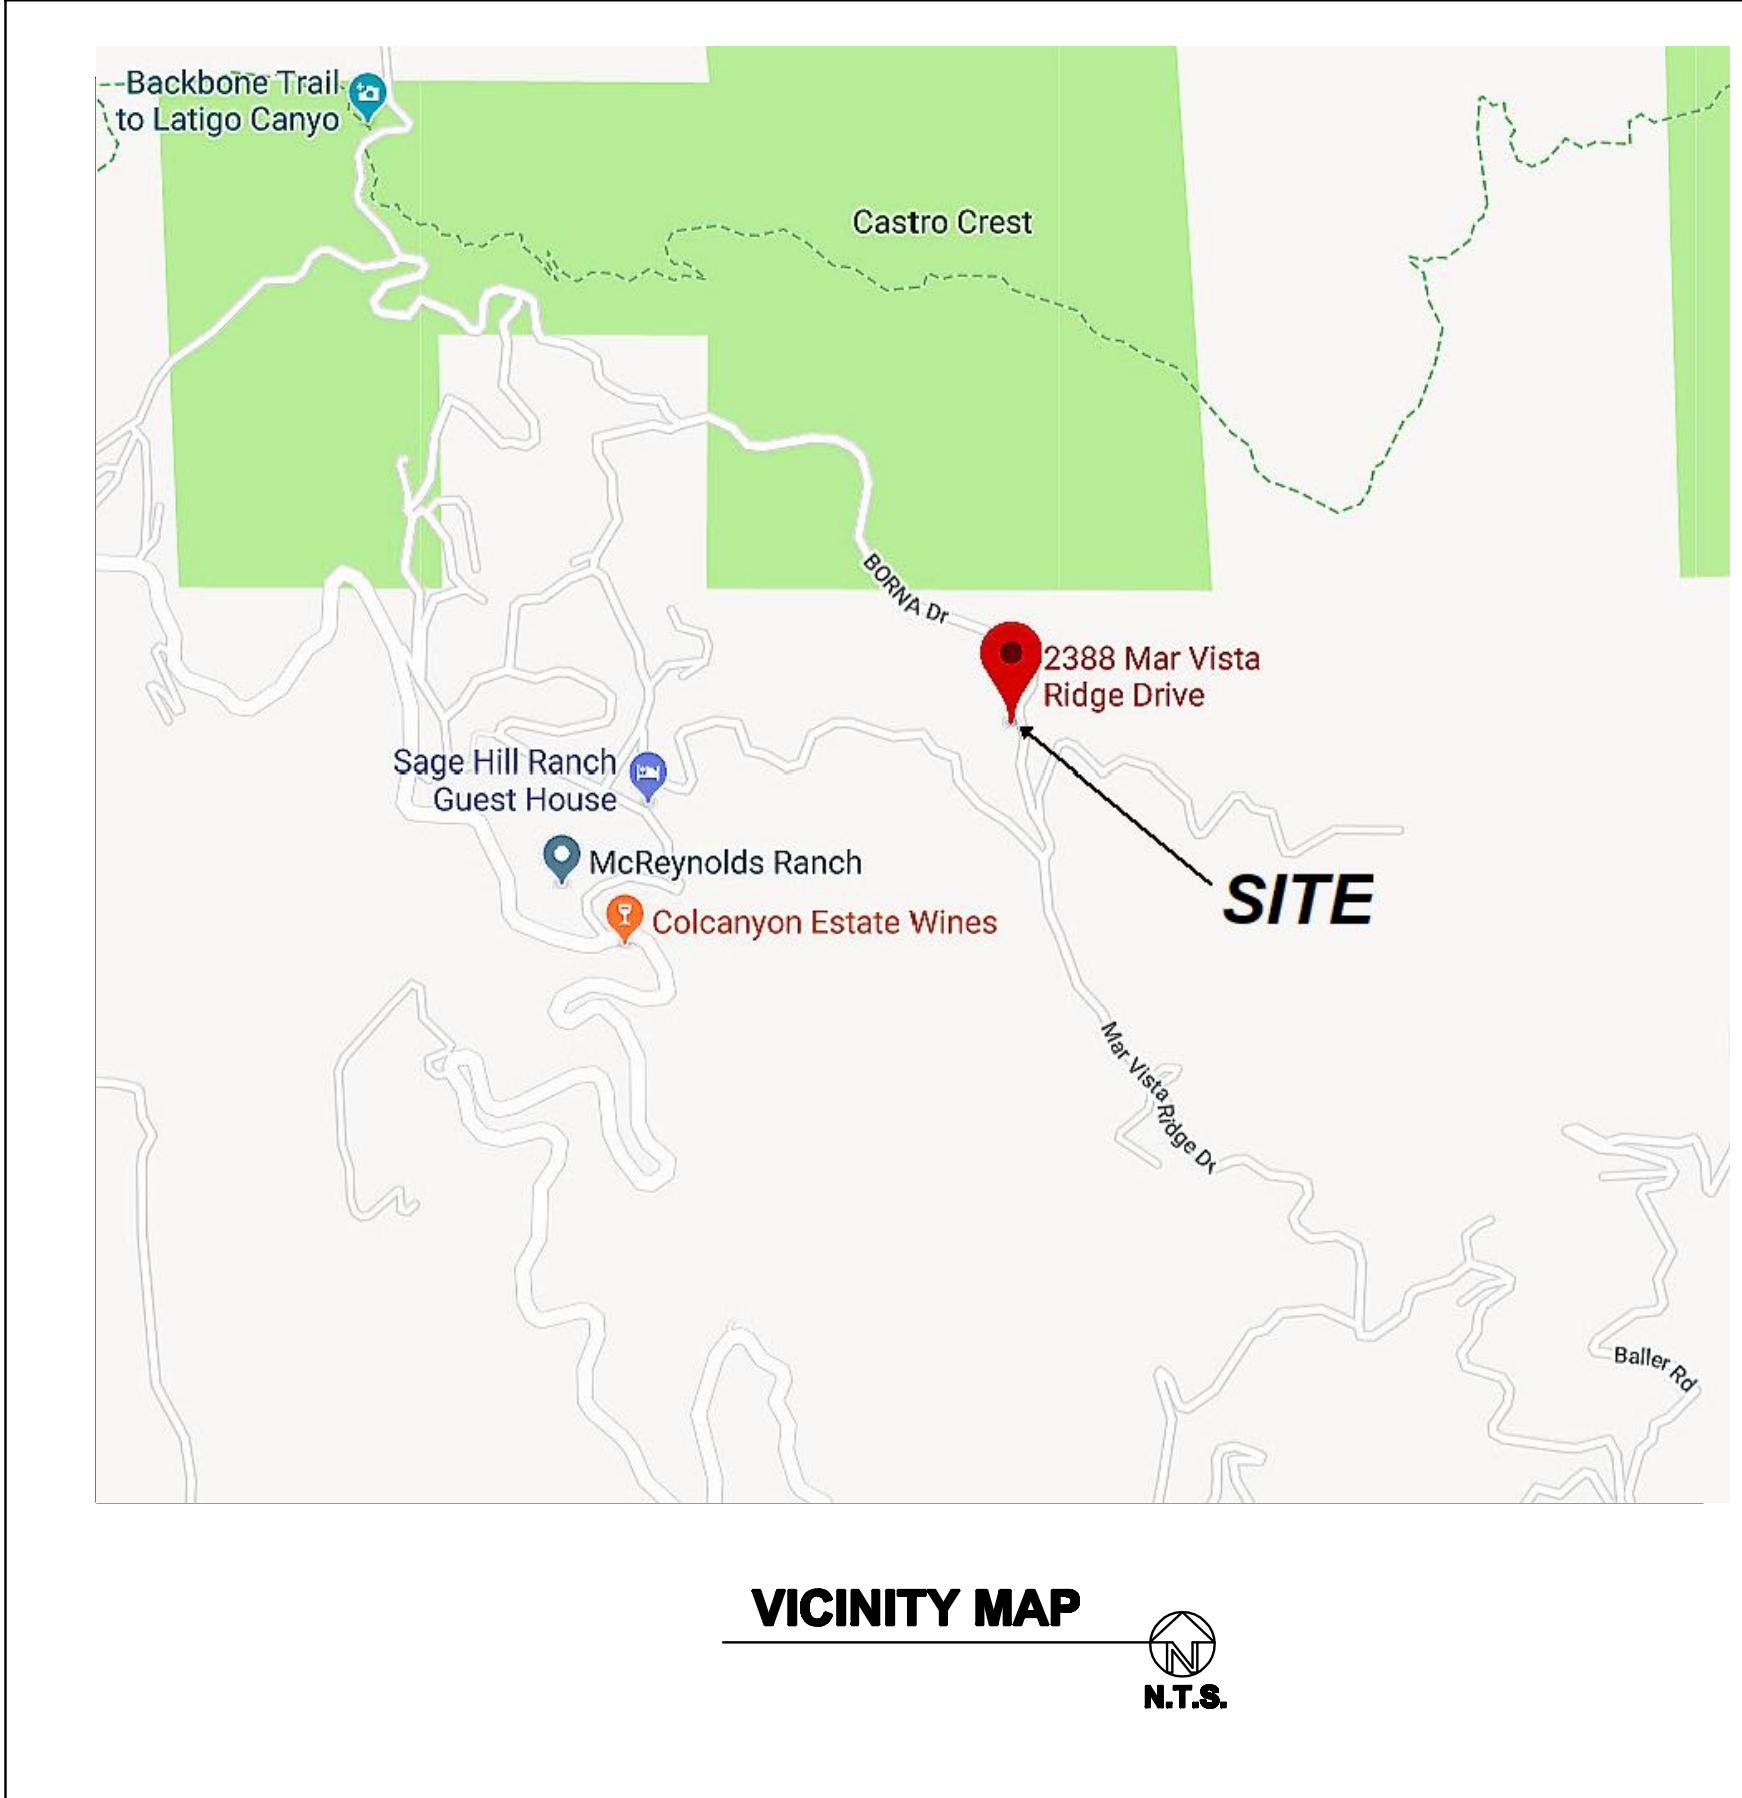 Backbone Trail
to Latigo Canyo
Castro Crest
BORNA Dr
2388 Mar Vista
Ridge Drive
Sage Hill Ranch
Guest House
McReynolds Ranch
SITE
Colcanyon Estate Wines
Mar Vista Ridge Dr
Baller Rd
VICINITY MAP
N
N.T.S.